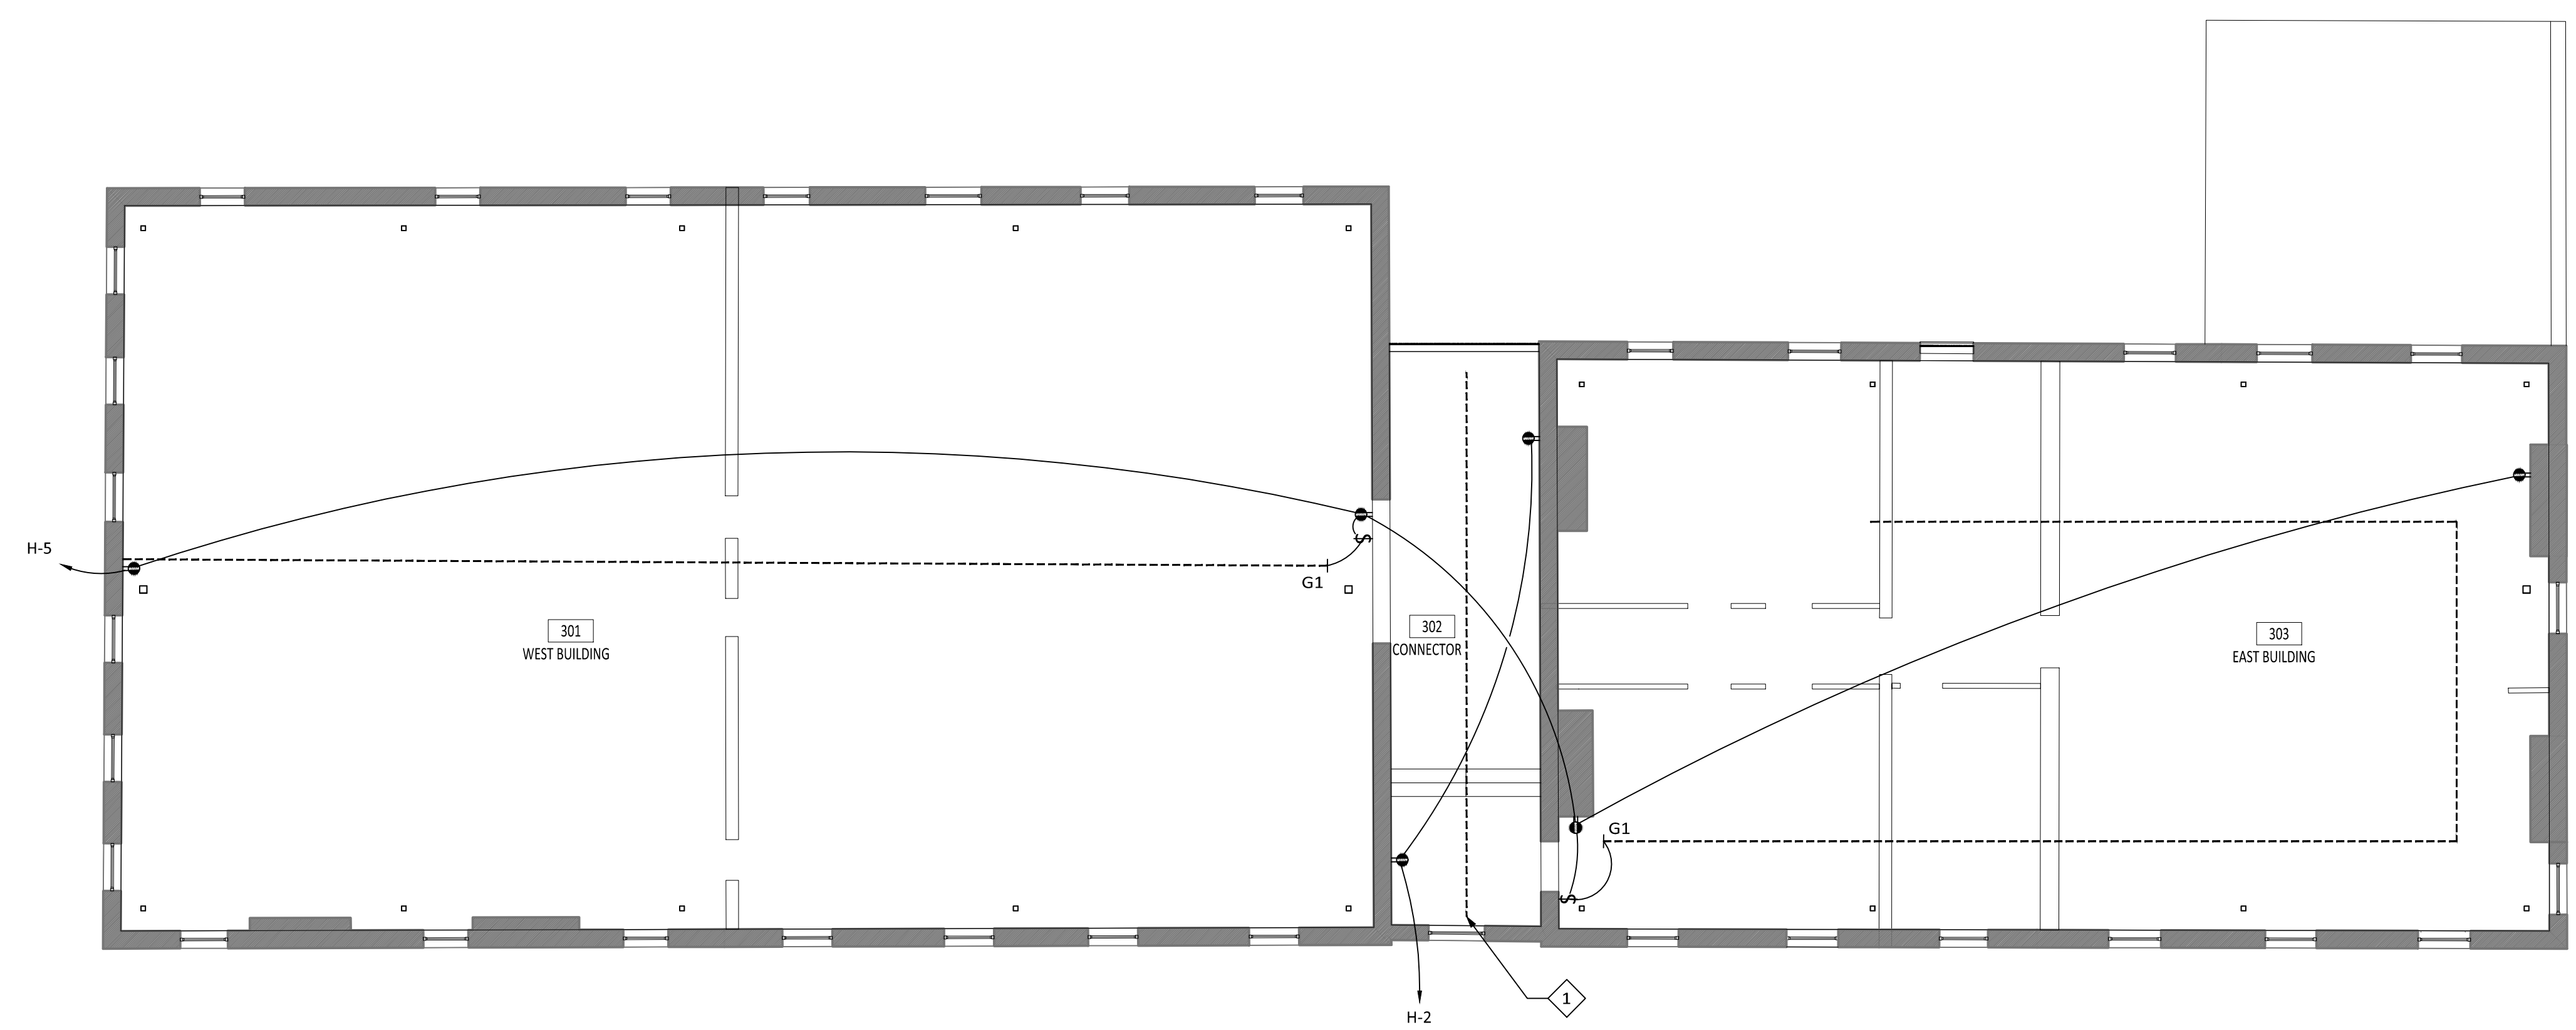 H-5
G1
301
WEST BUILDING
302
CONNECTOR
303
EAST BUILDING
G1
1
H-2